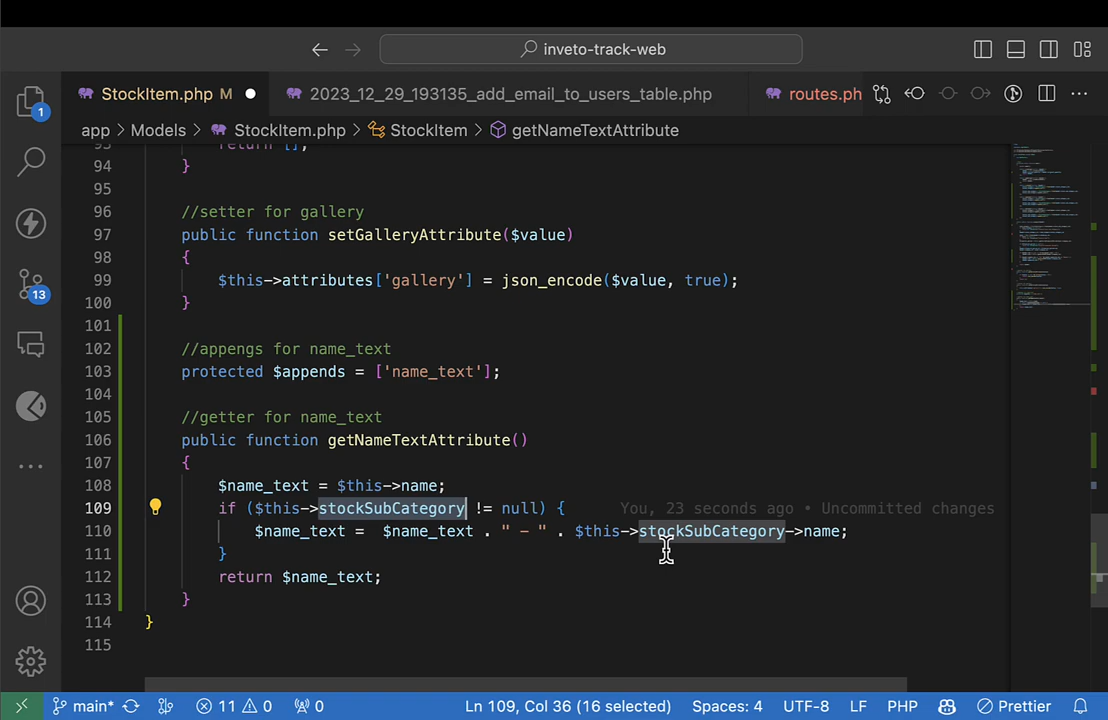 inveto-track-web
StockItem.php M
2023_12_29_193135_add_email_to_users_table.php
routes.ph
app > Models > StockItem.php > StockItem > getNameTextAttribute
1
13
return [];
94 }
95
96 //setter for gallery
97 public function setGalleryAttribute($value)
98 {
99 $this->attributes['gallery'] = json_encode($value, true);
100 }
101
102 //appengs for name_text
103 protected $appends = ['name_text'];
104
105 //getter for name_text
106 public function getNameTextAttribute()
107 {
108 $name_text = $this->name;
109 if ($this->stockSubCategory != null) { You, 23 seconds ago • Uncommitted changes
110 $name_text =  $name_text . " - " . $this->stockSubCategory->name;
111 }
112 return $name_text;
113 }
114 }
115
main* 11 0 0 Ln 109, Col 36 (16 selected) Spaces: 4 UTF-8 LF PHP Prettier